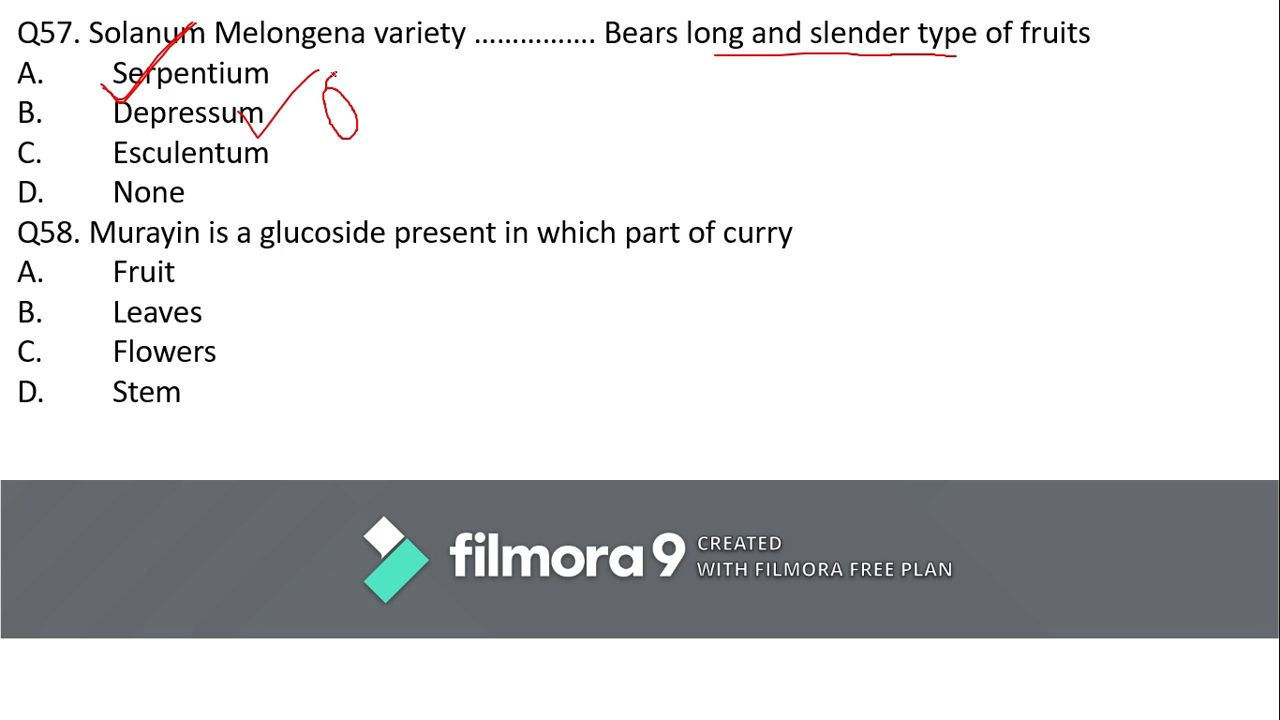 Q57. Solanum Melongena variety ................ Bears long and slender type of fruits
A. Serpentium
B. Depressum
C. Esculentum
D. None
Q58. Murayin is a glucoside present in which part of curry
A. Fruit
B. Leaves
C. Flowers
D. Stem
filmora 9 CREATED
WITH FILMORA FREE PLAN